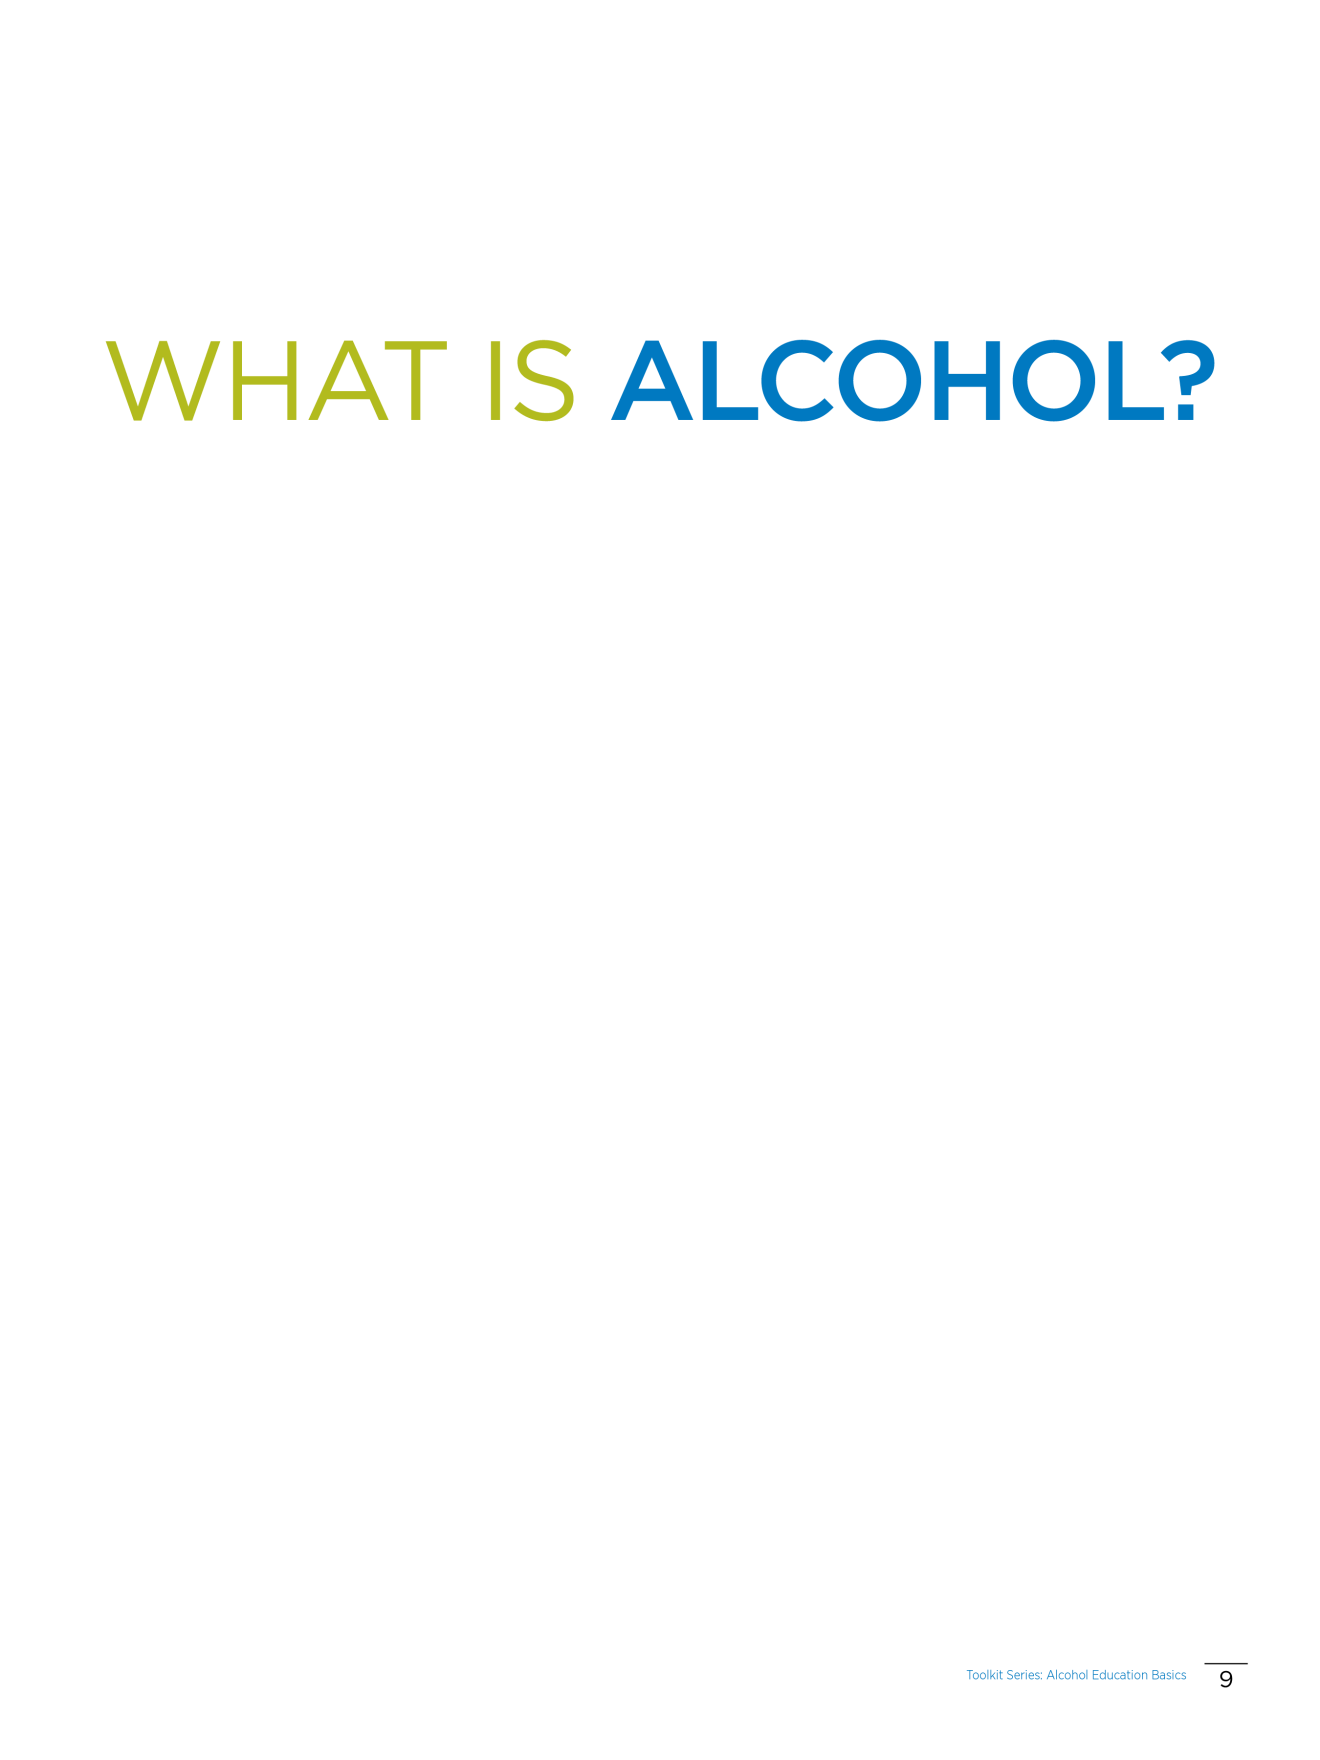 WHAT IS ALCOHOL?
Toolkit Series: Alcohol Education Basics
9